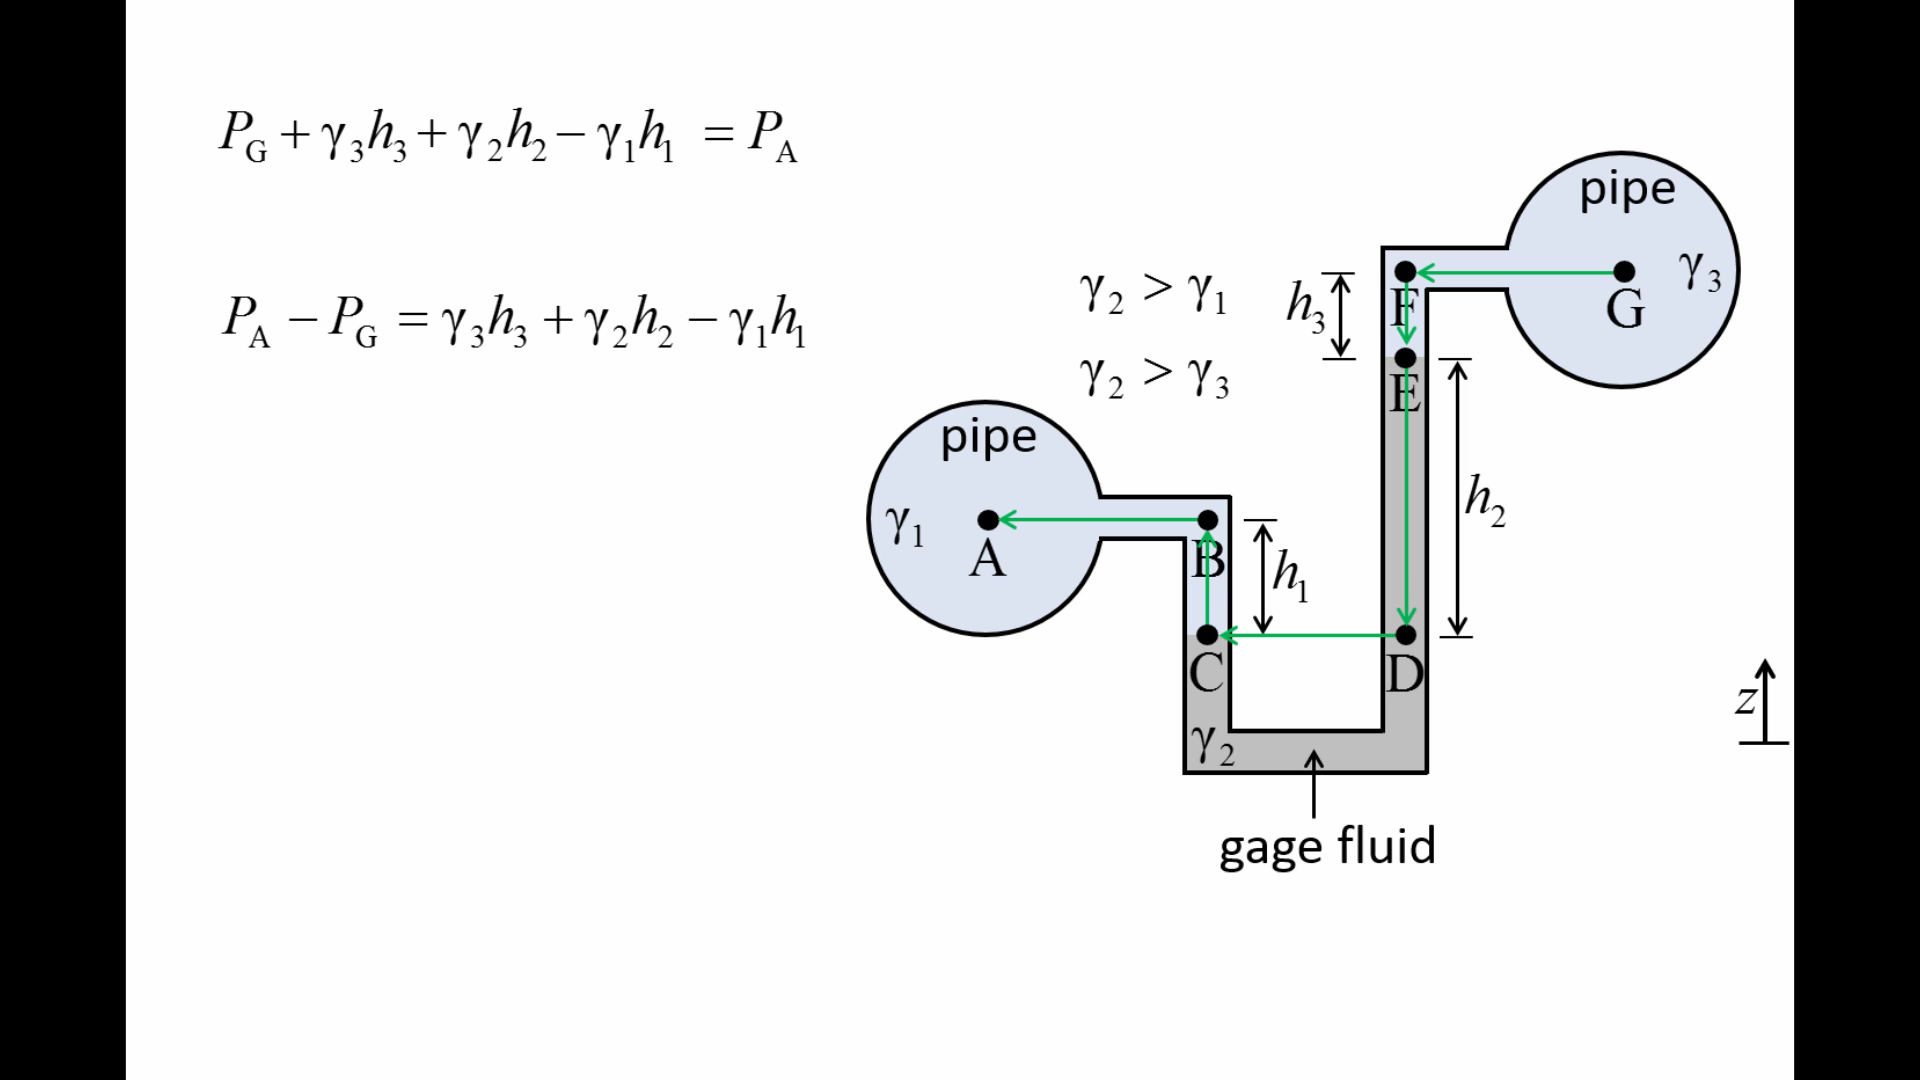 P_G + γ_3h_3 + γ_2h_2 − γ_1h_1 = P_A
P_A − P_G = γ_3h_3 + γ_2h_2 − γ_1h_1
γ_2 > γ_1
γ_2 > γ_3
pipe
γ_3
G
F
h_3
E
h_2
pipe
γ_1
A
B
h_1
C
D
γ_2
z
gage fluid